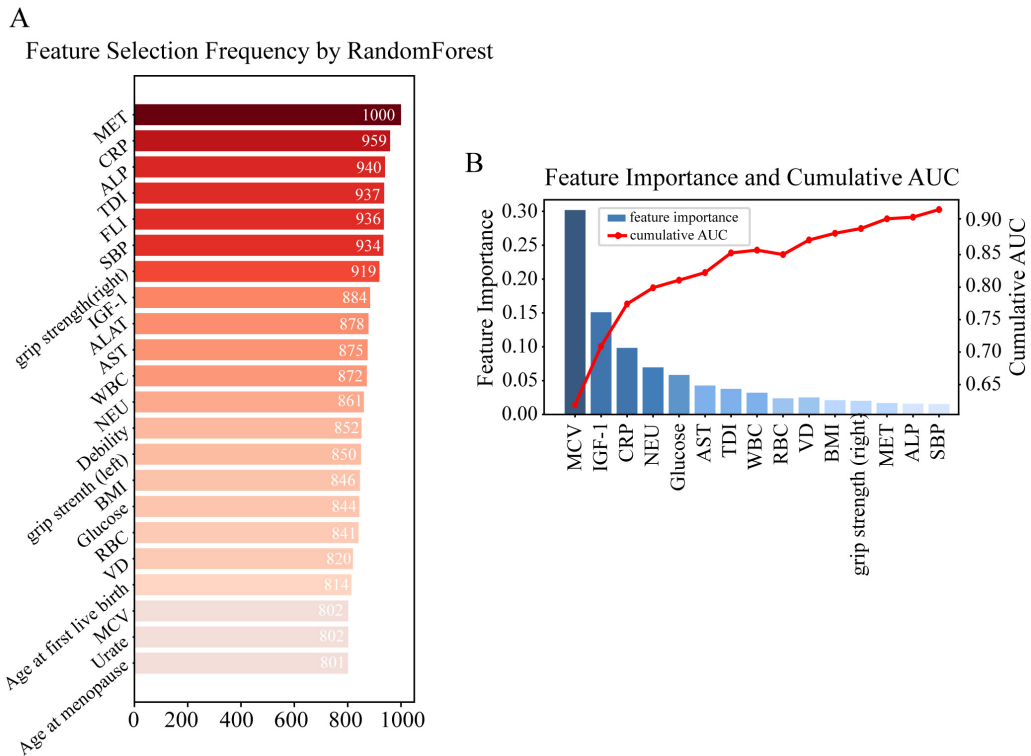 A
Feature Selection Frequency by RandomForest
MET
1000
CRP
959
ALP
940
TDI
937
FLI
936
SBP
934
grip strength(right)
919
IGF-1
884
ALAT
878
AST
875
WBC
872
NEU
861
Debility
852
grip strenth (left)
850
BMI
846
Glucose
844
RBC
841
VD
820
Age at first live birth
814
MCV
802
Urate
802
Age at menopause
801
0 200 400 600 800 1000
B
Feature Importance and Cumulative AUC
Feature Importance
0.30
0.25
0.20
0.15
0.10
0.05
0.00
feature importance
cumulative AUC
0.90
0.85
0.80
0.75
0.70
0.65
Cumulative AUC
MCV
IGF-1
CRP
NEU
Glucose
AST
TDI
WBC
RBC
VD
BMI
grip strength (right)
MET
ALP
SBP